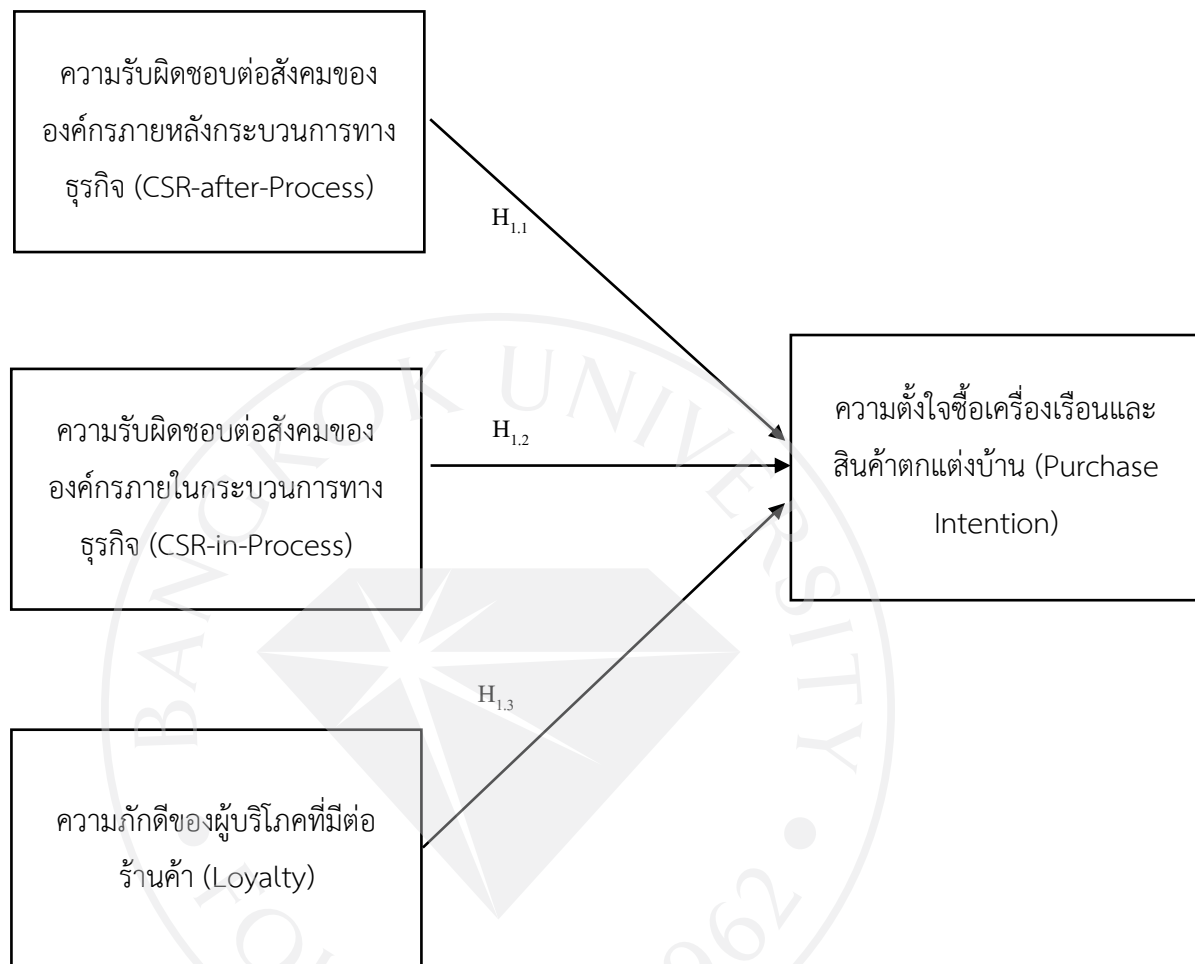 ความรับผิดชอบต่อสังคมของ
องค์กรภายหลังกระบวนการทาง
ธุรกิจ (CSR-after-Process)
H1.1
ความรับผิดชอบต่อสังคมของ
องค์กรภายในกระบวนการทาง
ธุรกิจ (CSR-in-Process)
H1.2
ความตั้งใจซื้อเครื่องเรือนและ
สินค้าตกแต่งบ้าน (Purchase
Intention)
H1.3
ความภักดีของผู้บริโภคที่มีต่อ
ร้านค้า (Loyalty)
BANGKOK UNIVERSITY